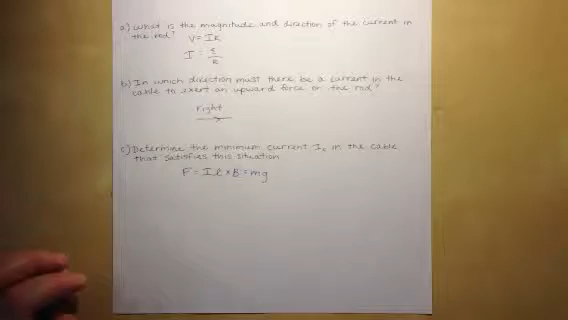 a) What is the magnitude and direction of the current in
the rod?
V = IR
I = ε/R
b) In which direction must there be a current in the
cable to exert an upward force on the rod?
Right
c) Determine the minimum current Ic in the cable
that satisfies this situation
F = Il × B = mg